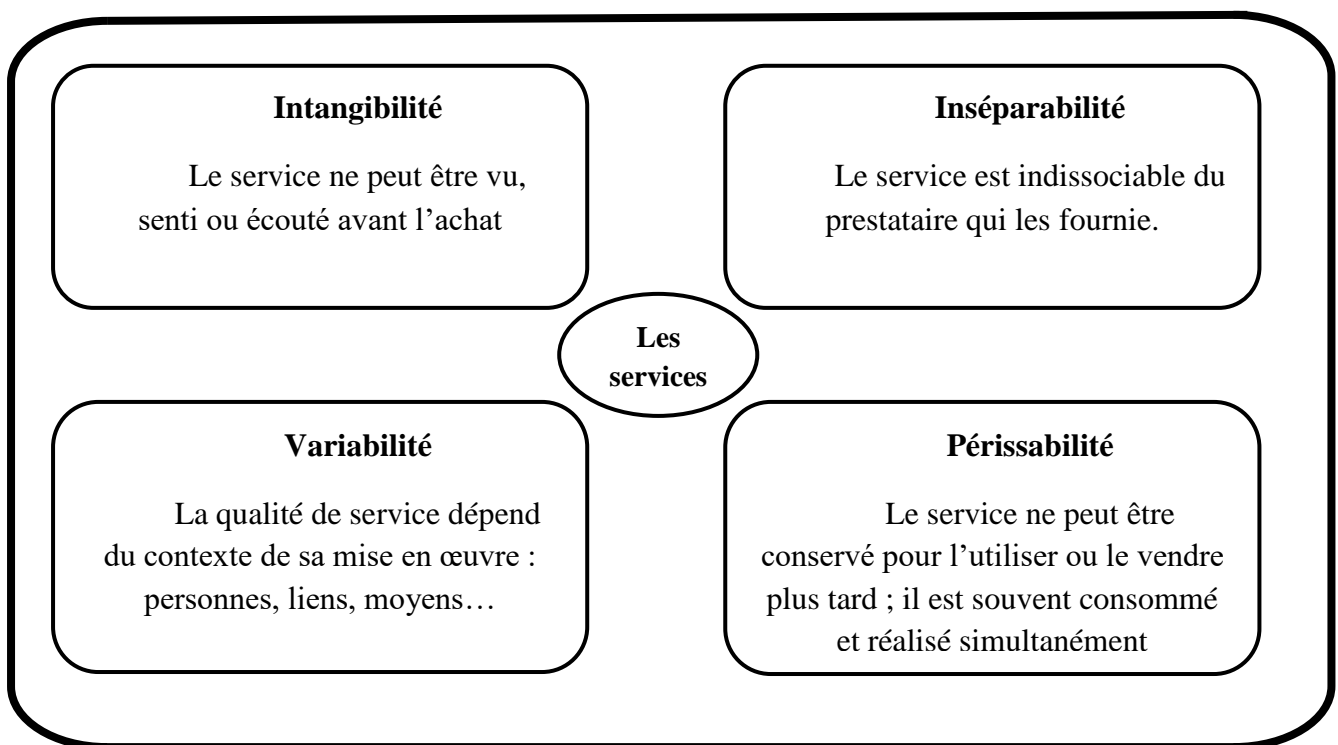 Intangibilité
Le service ne peut être vu,
senti ou écouté avant l’achat
Inséparabilité
Le service est indissociable du
prestataire qui les fournie.
Les
services
Variabilité
La qualité de service dépend
du contexte de sa mise en œuvre :
personnes, liens, moyens…
Périssabilité
Le service ne peut être
conservé pour l’utiliser ou le vendre
plus tard ; il est souvent consommé
et réalisé simultanément